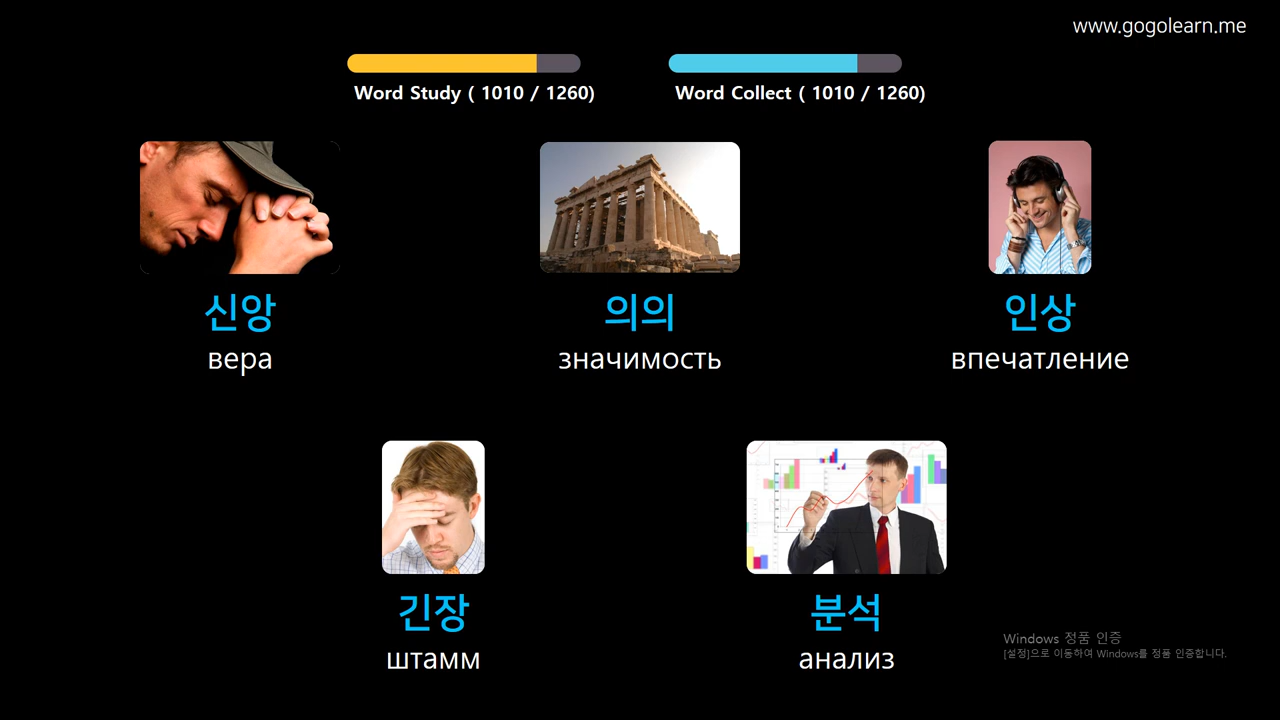 www.gogolearn.me
Word Study ( 1010 / 1260)
Word Collect ( 1010 / 1260)
신앙
의의
인상
вера
значимость
впечатление
긴장
분석
штамм
анализ
Windows 정품 인증
[설정]으로 이동하여 Windows를 정품 인증합니다.